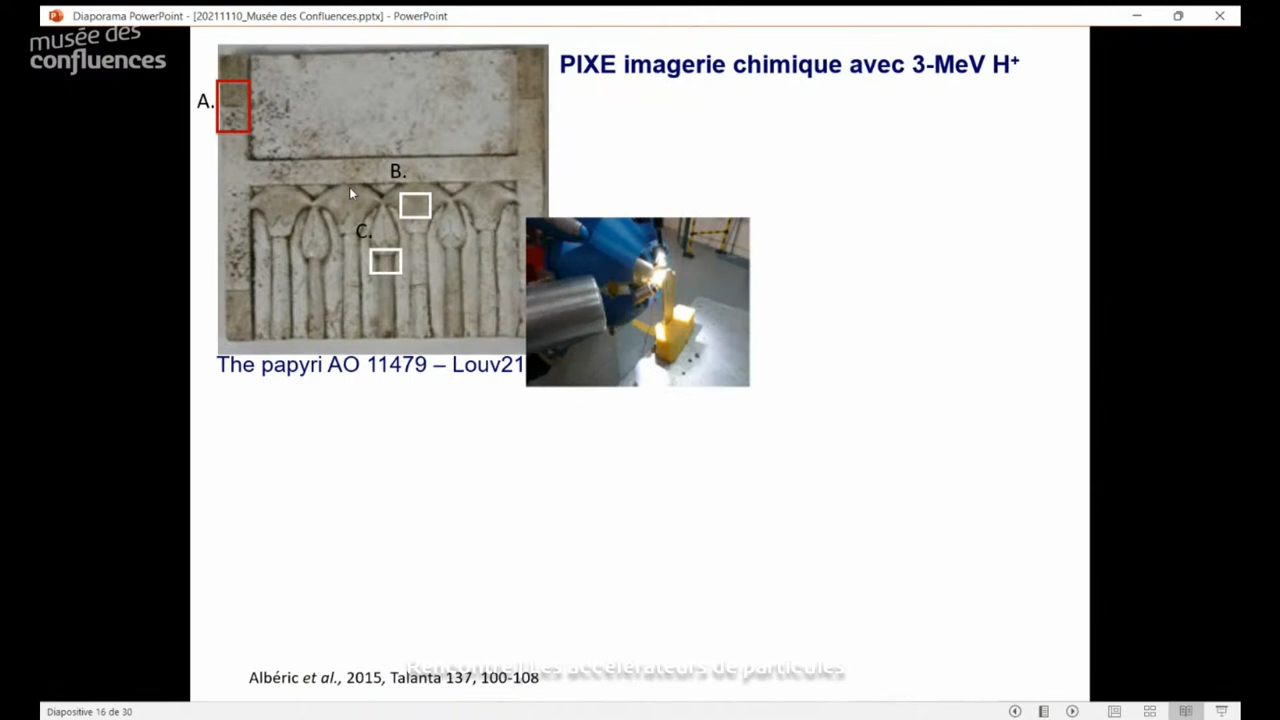 Diaporama PowerPoint - [20211110_Musée des Confluences.pptx] - PowerPoint
musée des
confluences
PIXE imagerie chimique avec 3-MeV H⁺
A.
B.
C.
The papyri AO 11479 – Louv21
Rencontre | Les accélérateurs de particules
Albéric et al., 2015, Talanta 137, 100-108
Diapositive 16 de 30